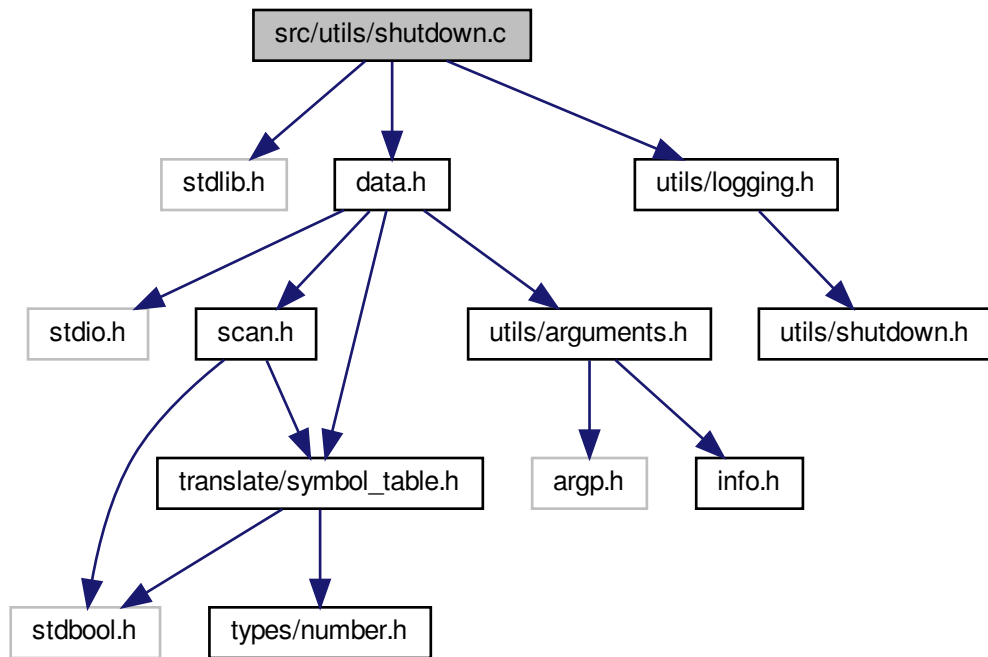 src/utils/shutdown.c
stdlib.h
data.h
utils/logging.h
stdio.h
scan.h
utils/arguments.h
utils/shutdown.h
translate/symbol_table.h
argp.h
info.h
stdbool.h
types/number.h